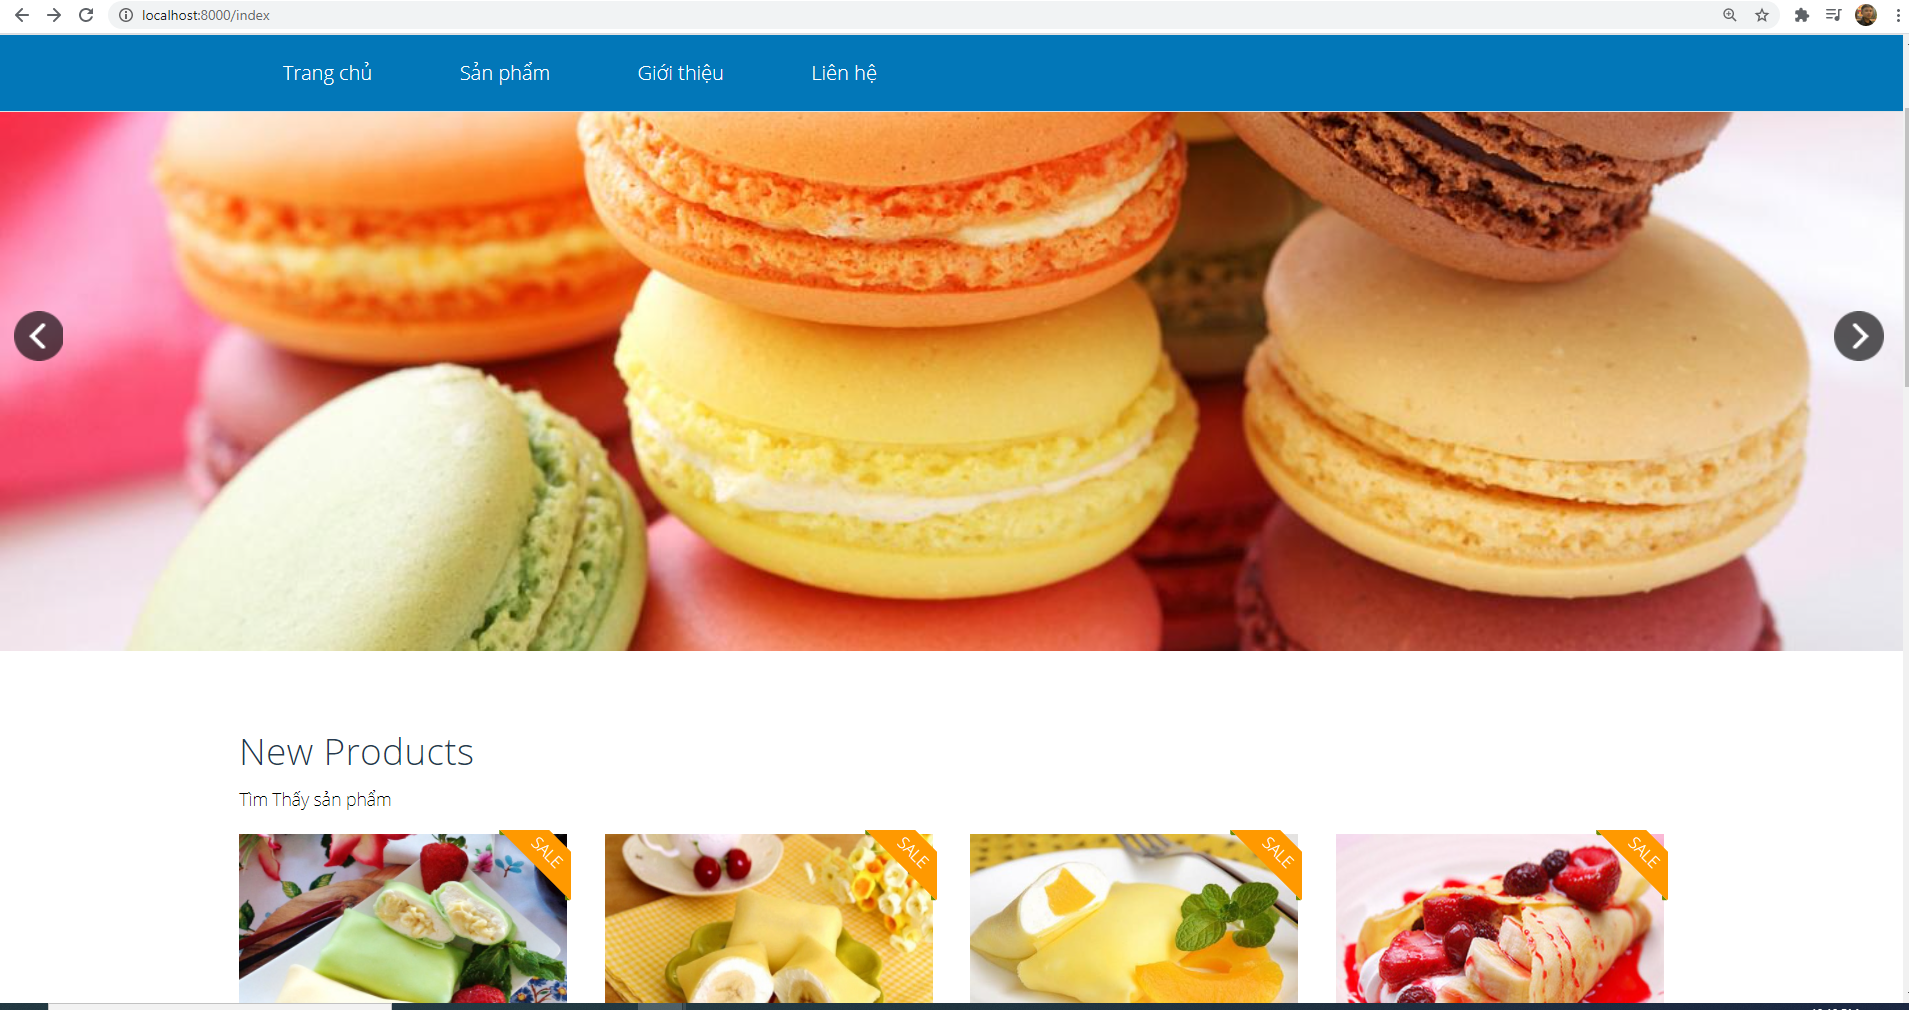 localhost:8000/index
Trang chủ Sản phẩm Giới thiệu Liên hệ
New Products
Tìm Thấy sản phẩm
SALE SALE SALE SALE